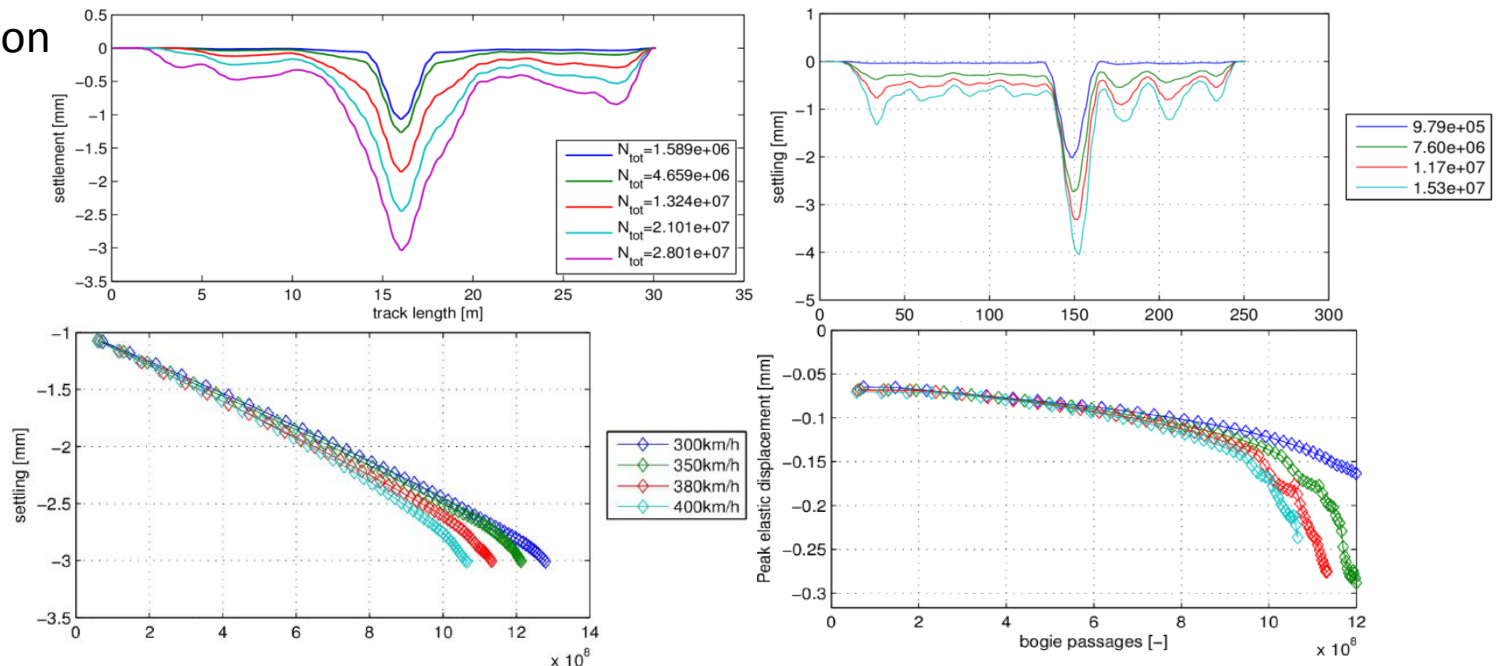 on
0.5
0
−0.5
−1
−1.5
−2
−2.5
−3
−3.5
settlement [mm]
0 5 10 15 20 25 30 35
track length [m]
N_tot=1.589e+06
N_tot=4.659e+06
N_tot=1.324e+07
N_tot=2.101e+07
N_tot=2.801e+07
1
0
−1
−2
−3
−4
−5
settling [mm]
0 50 100 150 200 250 300
9.79e+05
7.60e+06
1.17e+07
1.53e+07
−1
−1.5
−2
−2.5
−3
−3.5
settling [mm]
0 2 4 6 8 10 12 14
x 10^8
300km/h
350km/h
380km/h
400km/h
0
−0.05
−0.1
−0.15
−0.2
−0.25
−0.3
Peak elastic displacement [mm]
0 2 4 6 8 10 12
bogie passages [−]
x 10^8